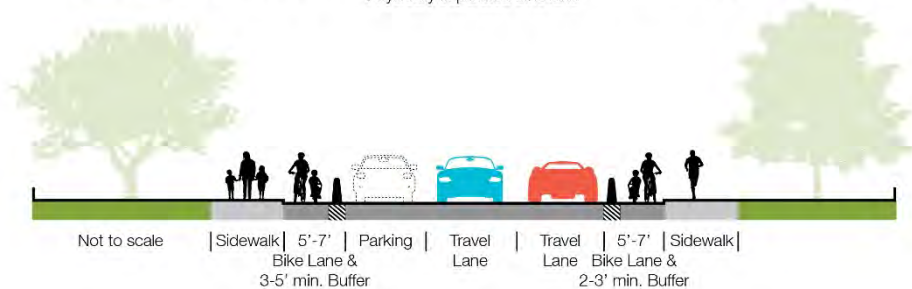 Not to scale | Sidewalk | 5'-7' | Parking | Travel | Travel | 5'-7' | Sidewalk |
Bike Lane & Lane Lane Bike Lane &
3-5' min. Buffer 2-3' min. Buffer